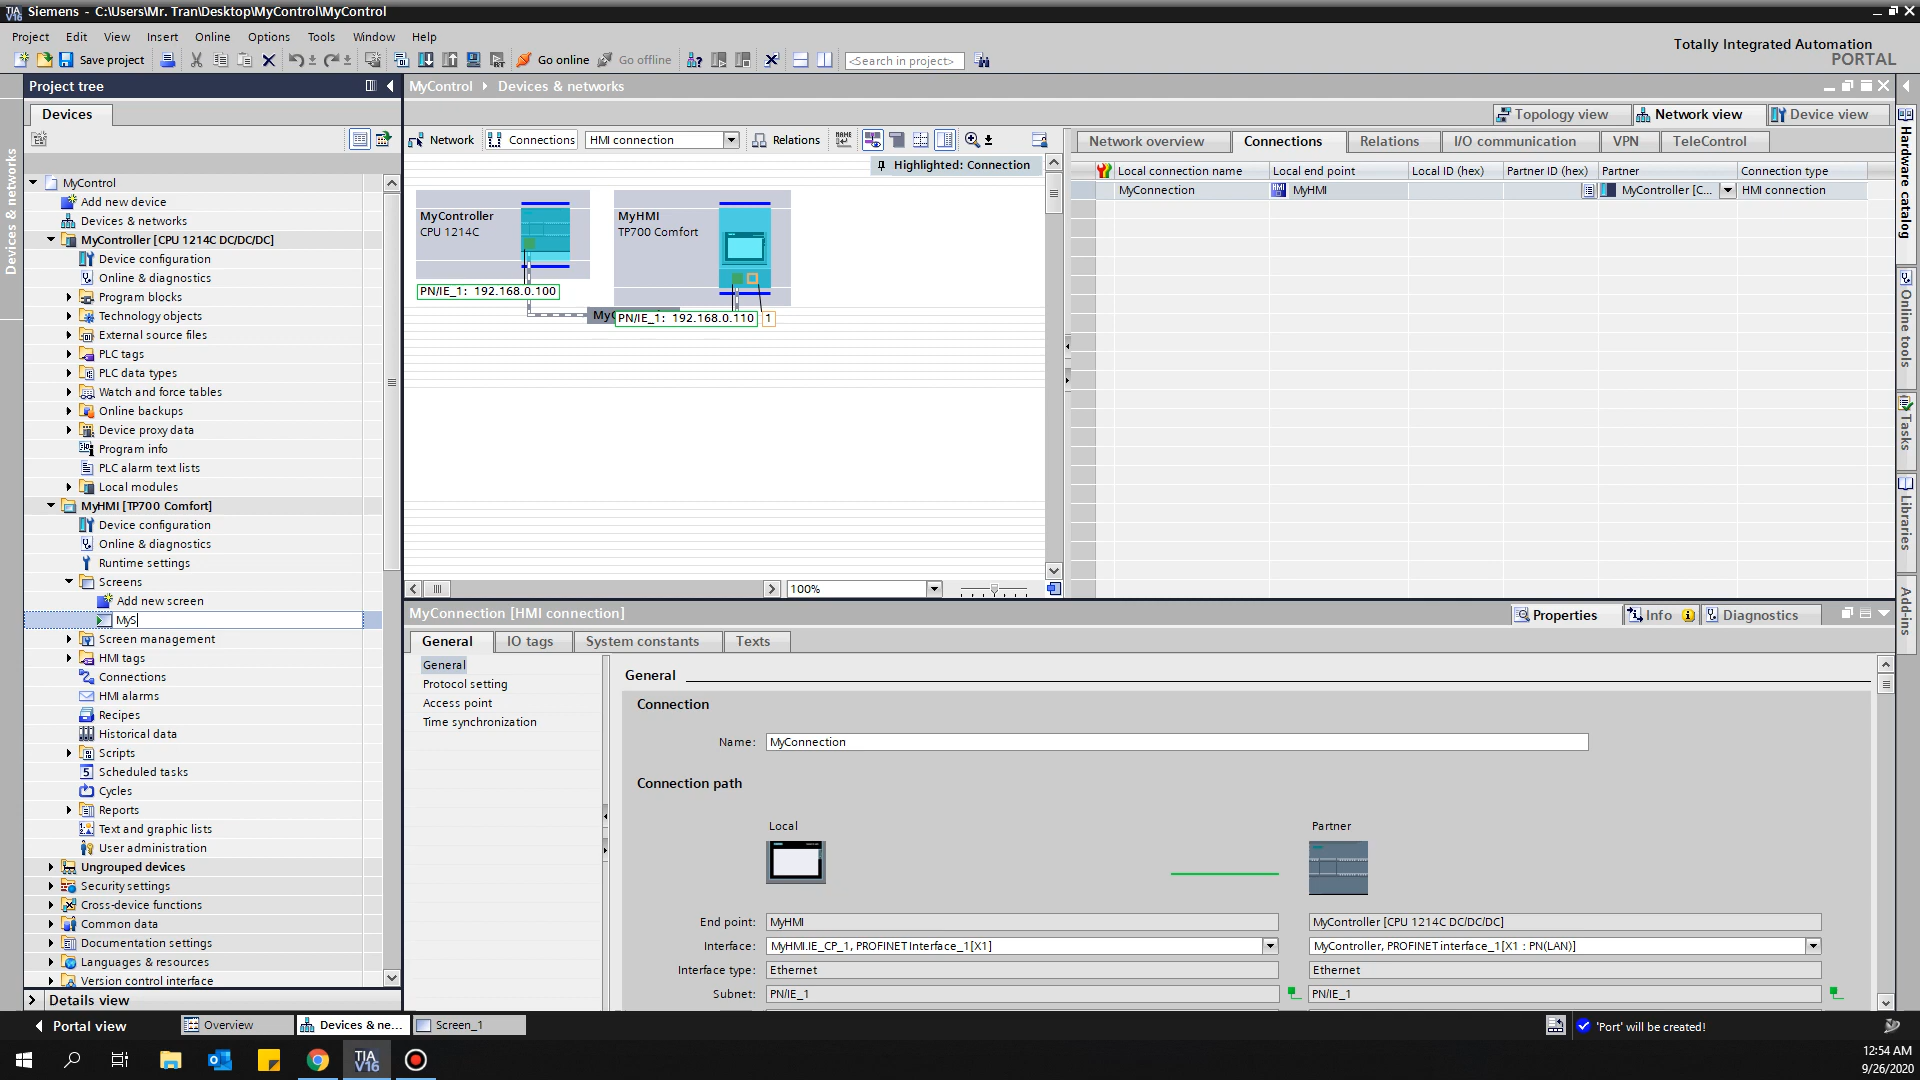 Siemens - C:\Users\Mr. Tran\Desktop\MyControl\MyControl
Project Edit View Insert Online Options Tools Window Help
Totally Integrated Automation
PORTAL
Save project
Go online
Go offline
<Search in project>
Project tree
MyControl Devices & networks
Devices
Topology view
Network view
Device view
Network
Connections
HMI connection
Relations
Network overview
Connections
Relations
I/O communication
VPN
TeleControl
Highlighted: Connection
Local connection name Local end point Local ID (hex) Partner ID (hex) Partner Connection type
MyConnection MyHMI MyController [C... HMI connection
MyController
CPU 1214C
MyHMI
TP700 Comfort
PN/IE_1: 192.168.0.100
MyC
PN/IE_1: 192.168.0.110
1
100%
MyControl
Add new device
Devices & networks
MyController [CPU 1214C DC/DC/DC]
Device configuration
Online & diagnostics
Program blocks
Technology objects
External source files
PLC tags
PLC data types
Watch and force tables
Online backups
Device proxy data
Program info
PLC alarm text lists
Local modules
MyHMI [TP700 Comfort]
Device configuration
Online & diagnostics
Runtime settings
Screens
Add new screen
MyS
Screen management
HMI tags
Connections
HMI alarms
Recipes
Historical data
Scripts
Scheduled tasks
Cycles
Reports
Text and graphic lists
User administration
Ungrouped devices
Security settings
Cross-device functions
Common data
Documentation settings
Languages & resources
Version control interface
Details view
MyConnection [HMI connection]
Properties
Info
Diagnostics
General
IO tags
System constants
Texts
General
Protocol setting
Access point
Time synchronization
General
Connection
Name: MyConnection
Connection path
Local Partner
End point: MyHMI MyController [CPU 1214C DC/DC/DC]
Interface: MyHMI.IE_CP_1, PROFINET Interface_1[X1] MyController, PROFINET interface_1[X1 : PN(LAN)]
Interface type: Ethernet Ethernet
Subnet: PN/IE_1 PN/IE_1
Devices & networks
Hardware catalog
Online tools
Tasks
Libraries
Add-ins
Portal view
Overview
Devices & ne...
Screen_1
'Port' will be created!
TIA
V16
12:54 AM
9/26/2020